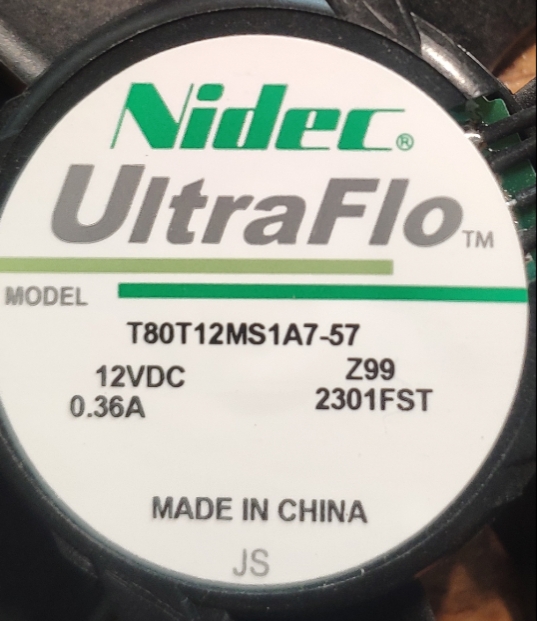 Nidec®
UltraFlo™
MODEL
T80T12MS1A7-57
12VDC Z99
0.36A 2301FST
MADE IN CHINA
JS